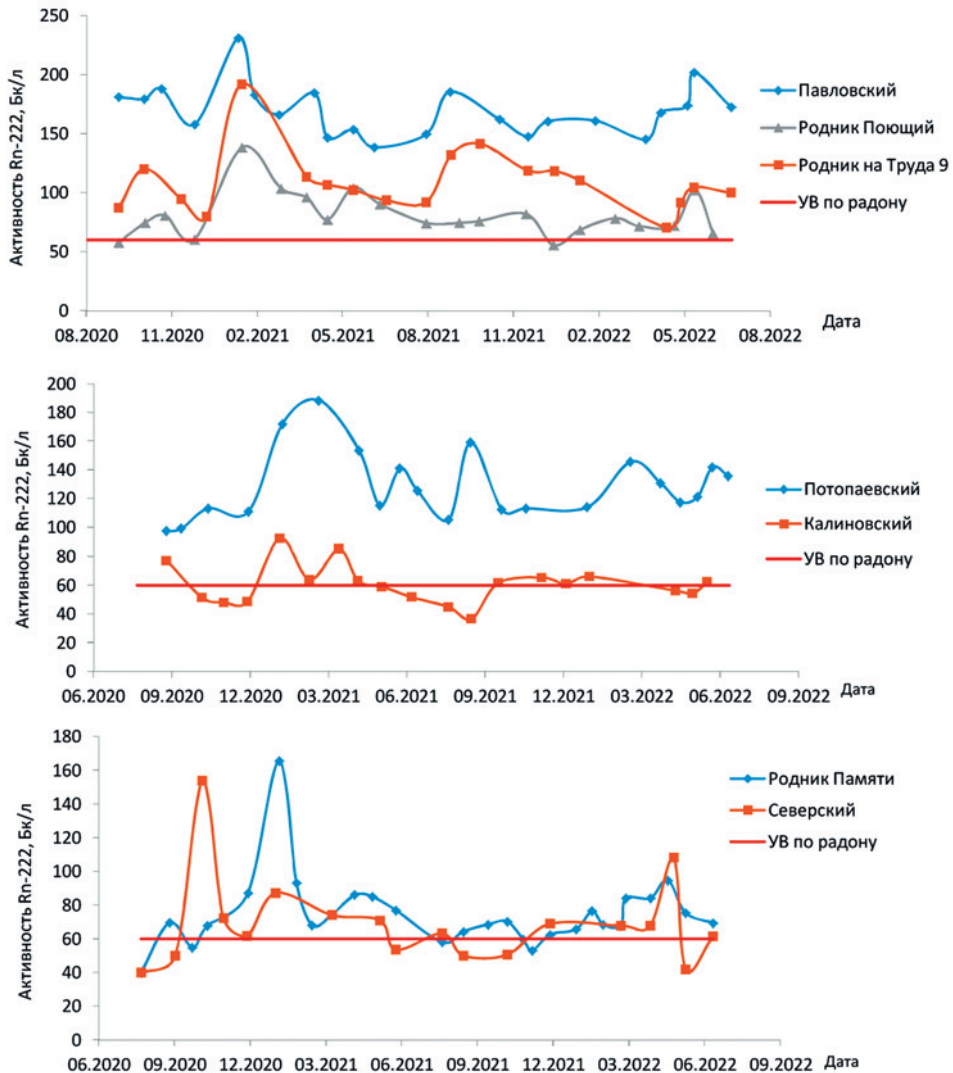 Активность Rn-222, Бк/л
250
200
150
100
50
0
08.2020 11.2020 02.2021 05.2021 08.2021 11.2021 02.2022 05.2022 08.2022
Дата
Павловский
Родник Поющий
Родник на Труда 9
УВ по радону
Активность Rn-222, Бк/л
200
180
160
140
120
100
80
60
40
20
0
06.2020 09.2020 12.2020 03.2021 06.2021 09.2021 12.2021 03.2022 06.2022 09.2022
Дата
Потопаевский
Калиновский
УВ по радону
Активность Rn-222, Бк/л
180
160
140
120
100
80
60
40
20
0
06.2020 09.2020 12.2020 03.2021 06.2021 09.2021 12.2021 03.2022 06.2022 09.2022
Дата
Родник Памяти
Северский
УВ по радону